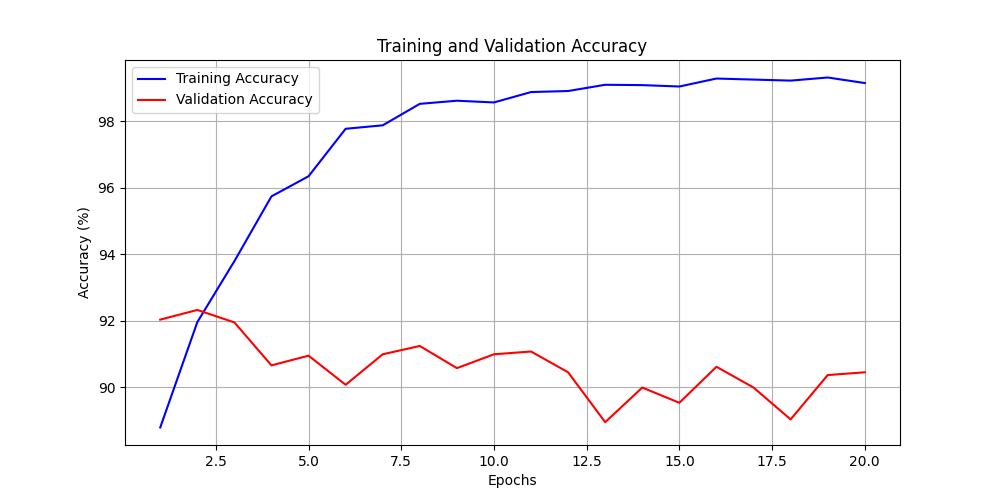 Training and Validation Accuracy
Training Accuracy
Validation Accuracy
Accuracy (%)
98
96
94
92
90
2.5 5.0 7.5 10.0 12.5 15.0 17.5 20.0
Epochs